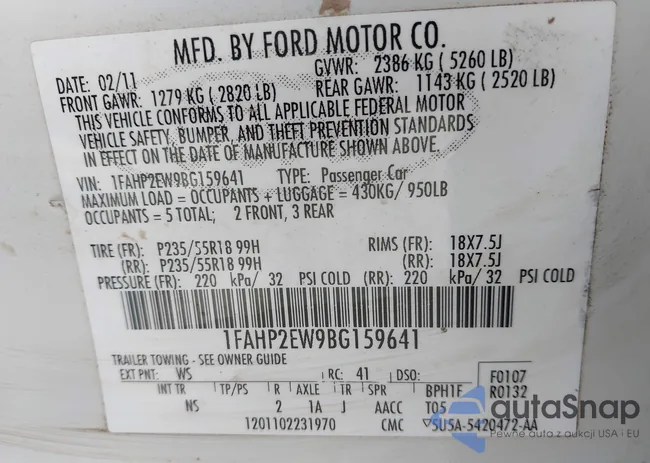 MFD. BY FORD MOTOR CO.
DATE: 02/11 GVWR: 2386 KG ( 5260 LB)
FRONT GAWR: 1279 KG ( 2820 LB) REAR GAWR: 1143 KG ( 2520 LB)
THIS VEHICLE CONFORMS TO ALL APPLICABLE FEDERAL MOTOR
VEHICLE SAFETY, BUMPER, AND THEFT PREVENTION STANDARDS
IN EFFECT ON THE DATE OF MANUFACTURE SHOWN ABOVE.
VIN: 1FAHP2EW9BG159641 TYPE: Passenger Car
MAXIMUM LOAD = OCCUPANTS + LUGGAGE = 430KG/ 950LB
OCCUPANTS = 5 TOTAL; 2 FRONT, 3 REAR
TIRE (FR): P235/55R18 99H RIMS (FR): 18X7.5J
(RR): P235/55R18 99H (RR): 18X7.5J
PRESSURE (FR): 220 kPa/ 32 PSI COLD (RR): 220 kPa/ 32 PSI COLD
1FAHP2EW9BG159641
TRAILER TOWING - SEE OWNER GUIDE
EXT PNT: WS RC: 41 DSO: F0107
INT TR TP/PS R AXLE TR SPR BPH1F R0132
NS 2 1A J AACC T05
1201102231970 CMC 5U5A-5420472-AA
autoSnap
Pewne auto z aukcji USA i EU